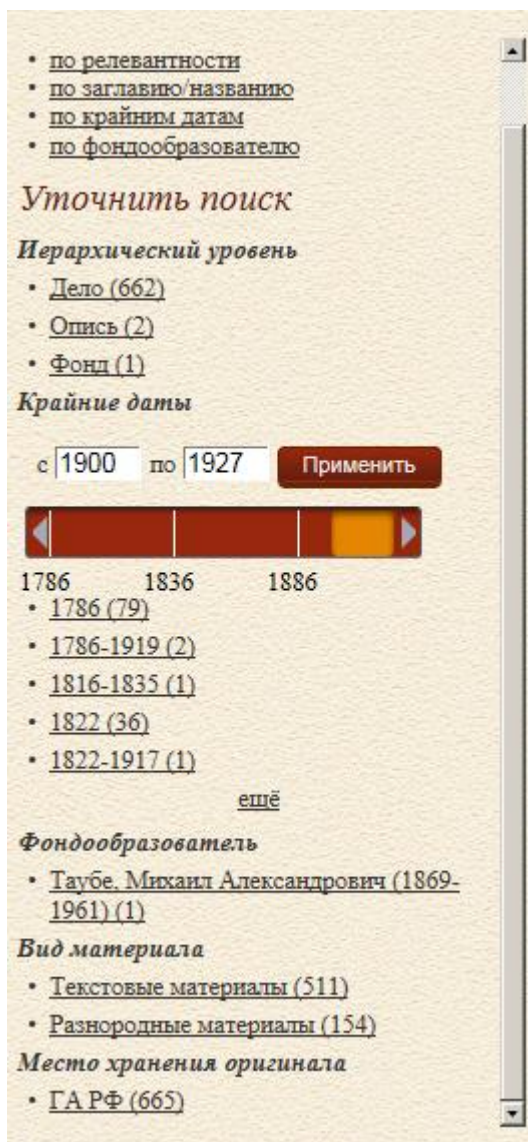 по релевантности
по заглавию/названию
по крайним датам
по фондообразователю
Уточнить поиск
Иерархический уровень
Дело (662)
Опись (2)
Фонд (1)
Крайние даты
с 1900 по 1927 Применить
1786 1836 1886
1786 (79)
1786-1919 (2)
1816-1835 (1)
1822 (36)
1822-1917 (1)
ещё
Фондообразователь
Таубе, Михаил Александрович (1869-
1961) (1)
Вид материала
Текстовые материалы (511)
Разнородные материалы (154)
Место хранения оригинала
ГА РФ (665)